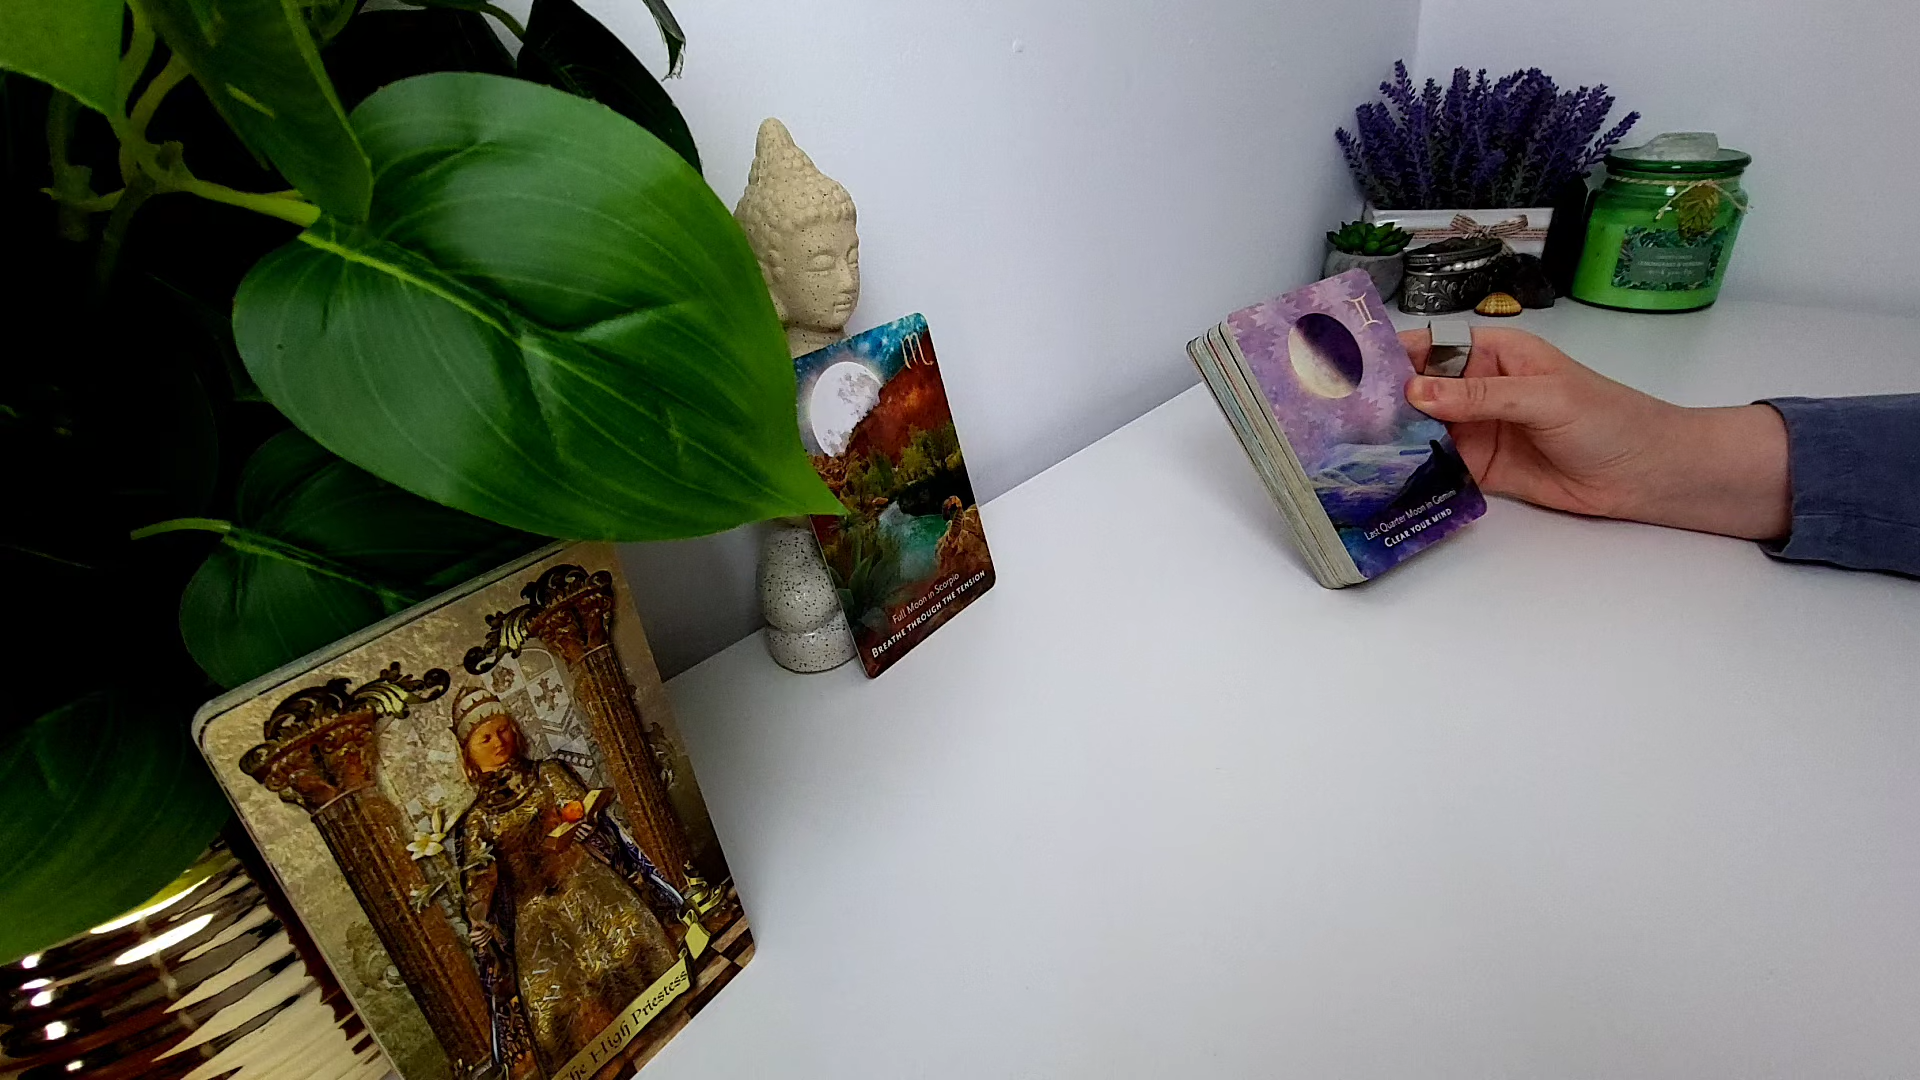 Full Moon in Scorpio
BREATHE THROUGH THE TENSION
Last Quarter Moon in Gemini
CLEAR YOUR MIND
The High Priestess